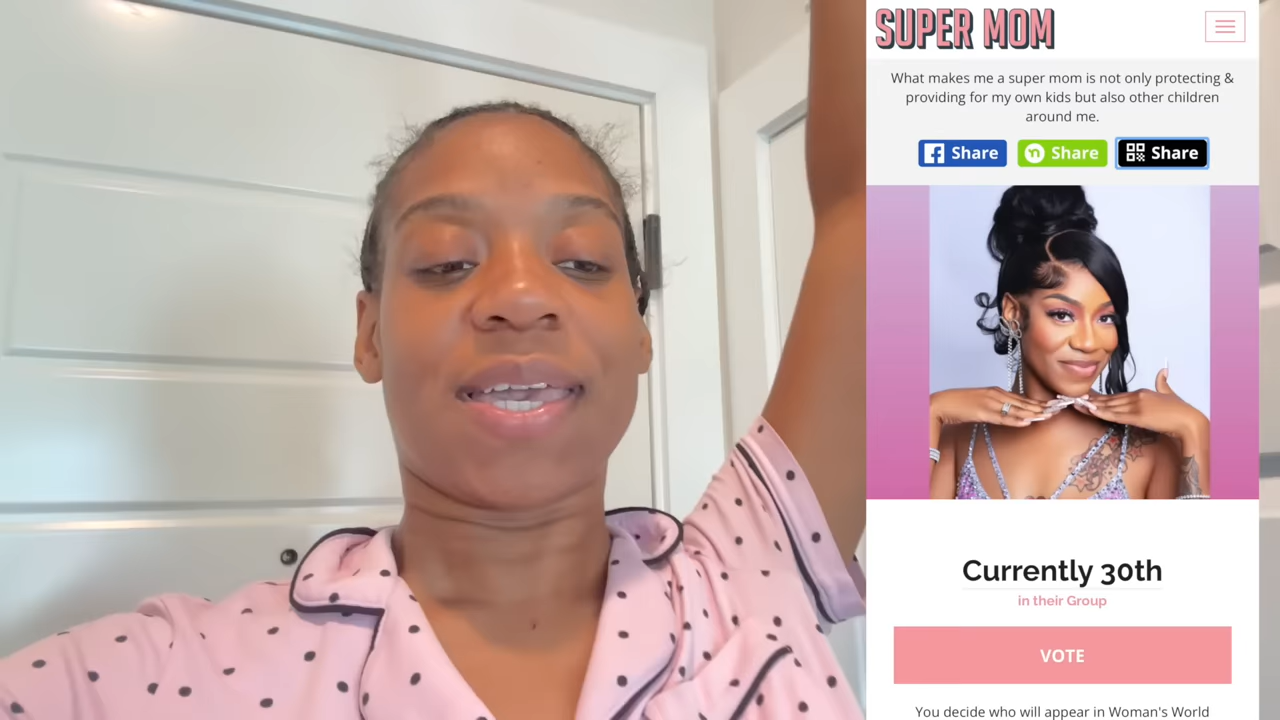 SUPER MOM
What makes me a super mom is not only protecting &
providing for my own kids but also other children
around me.
Share
Share
Share
Currently 30th
in their Group
VOTE
You decide who will appear in Woman's World